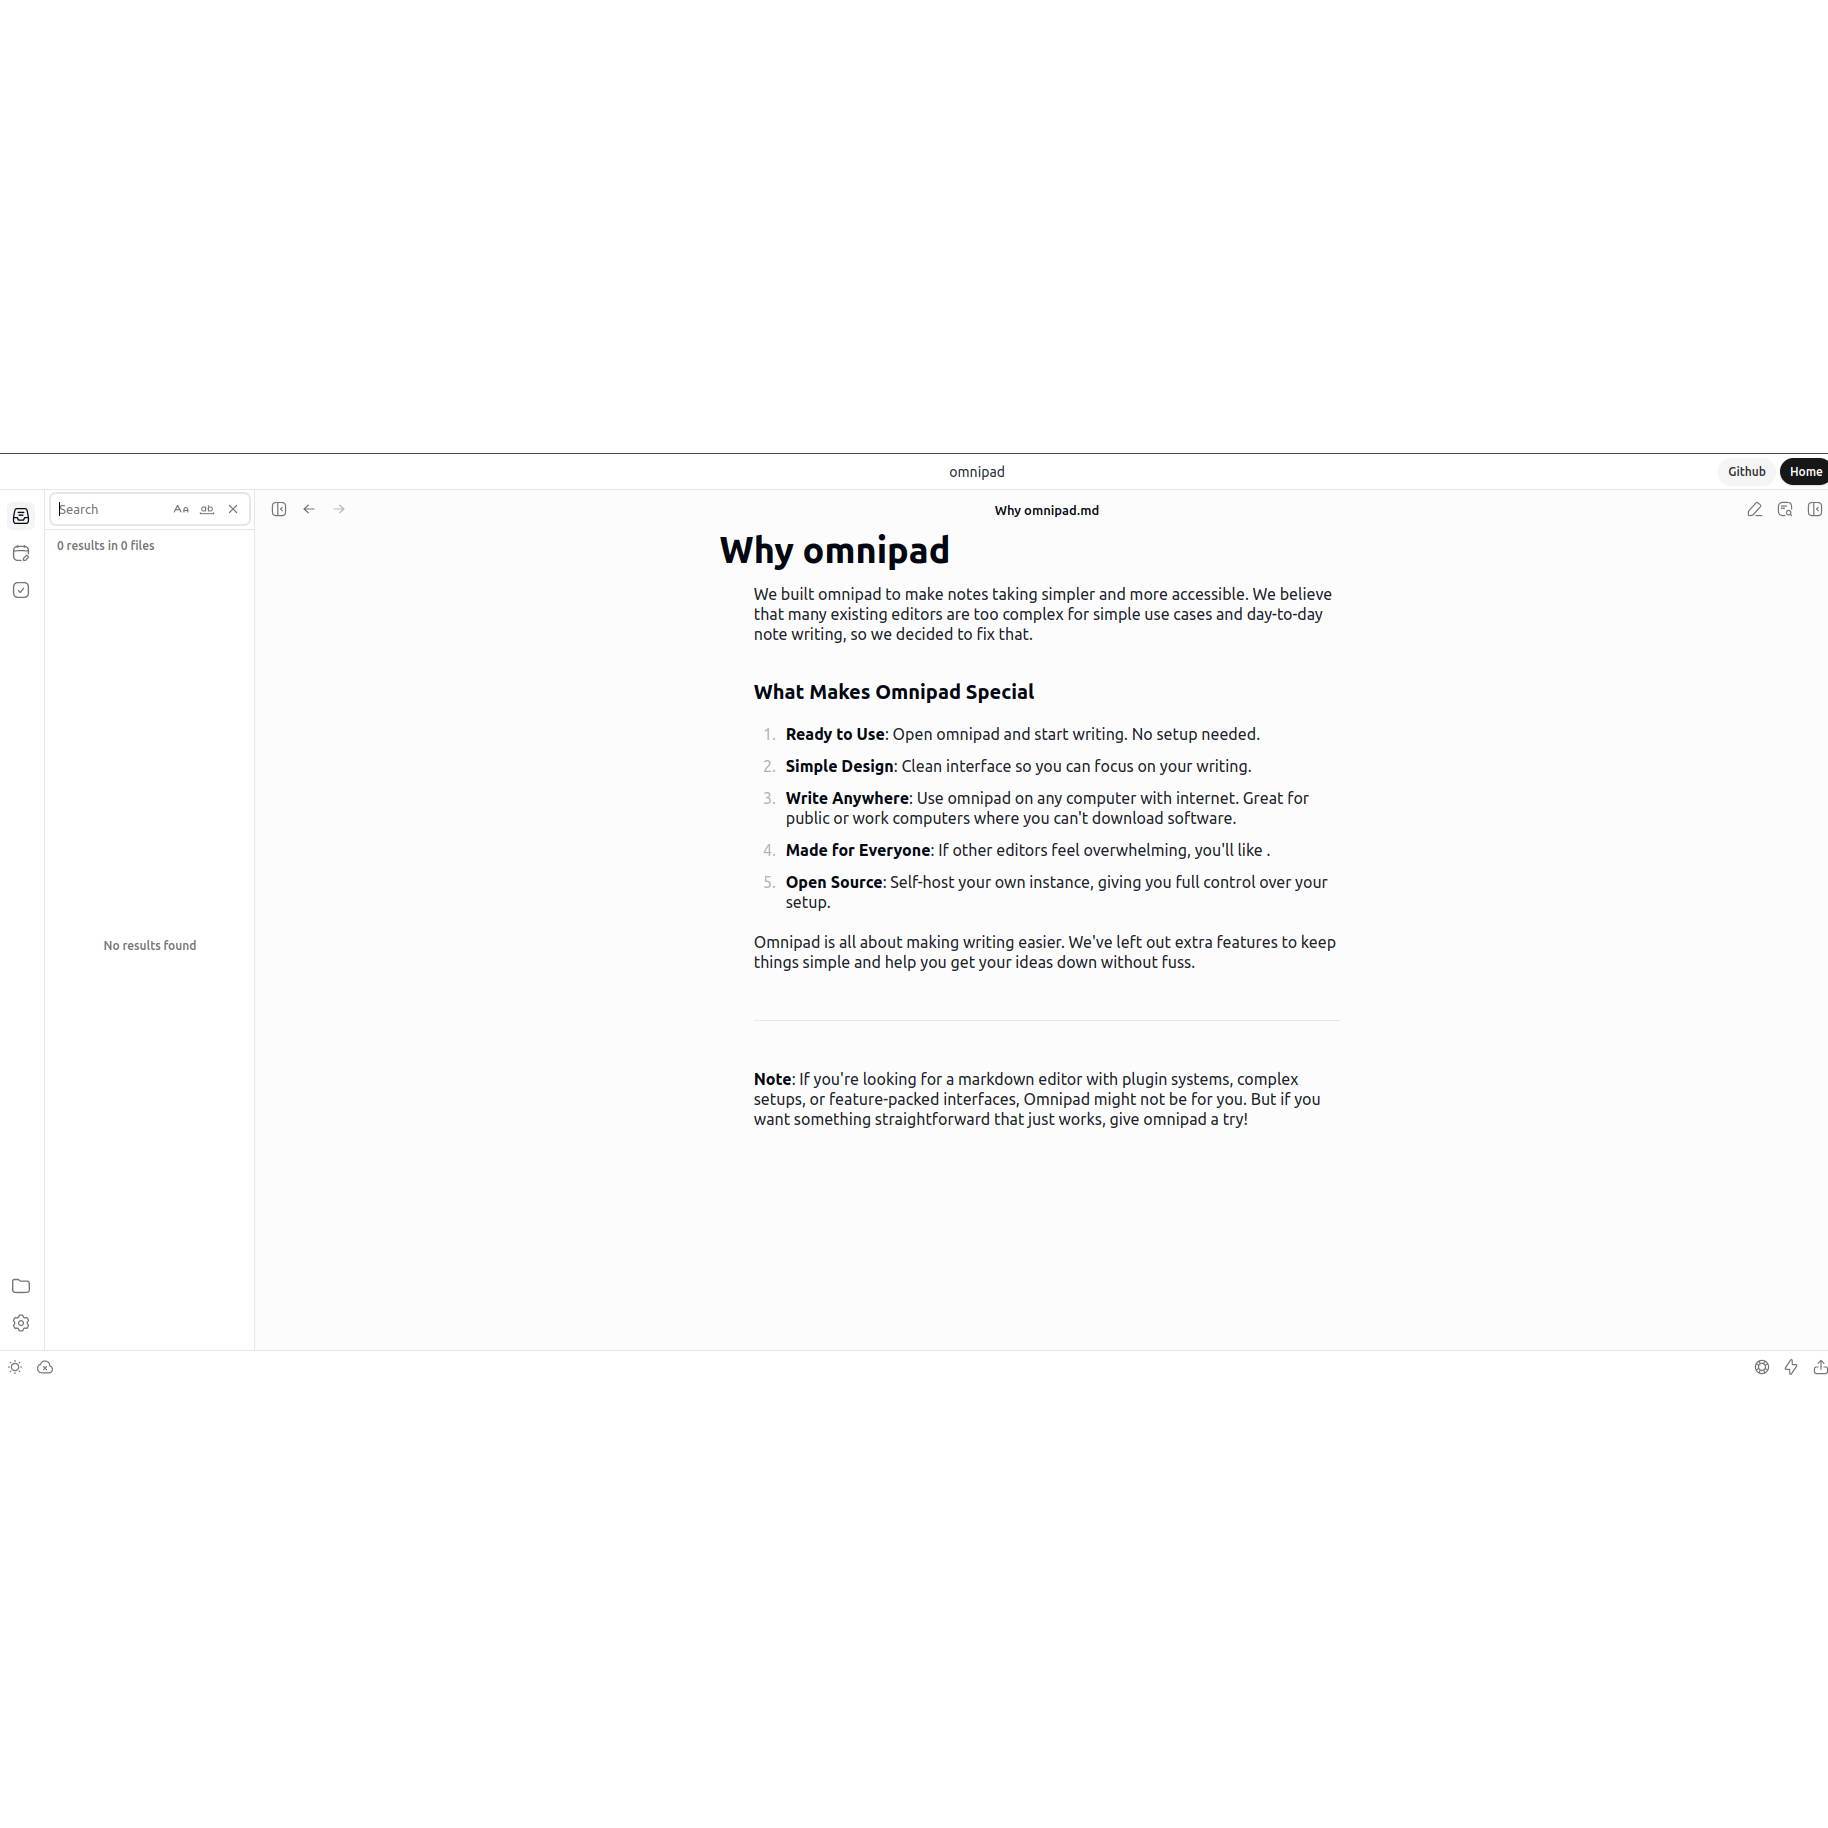 omnipad
Github
Home
Search
Aa
ab
0 results in 0 files
No results found
Why omnipad.md
Why omnipad
We built omnipad to make notes taking simpler and more accessible. We believe
that many existing editors are too complex for simple use cases and day-to-day
note writing, so we decided to fix that.
What Makes Omnipad Special
1. Ready to Use: Open omnipad and start writing. No setup needed.
2. Simple Design: Clean interface so you can focus on your writing.
3. Write Anywhere: Use omnipad on any computer with internet. Great for
public or work computers where you can't download software.
4. Made for Everyone: If other editors feel overwhelming, you'll like .
5. Open Source: Self-host your own instance, giving you full control over your
setup.
Omnipad is all about making writing easier. We've left out extra features to keep
things simple and help you get your ideas down without fuss.
Note: If you're looking for a markdown editor with plugin systems, complex
setups, or feature-packed interfaces, Omnipad might not be for you. But if you
want something straightforward that just works, give omnipad a try!